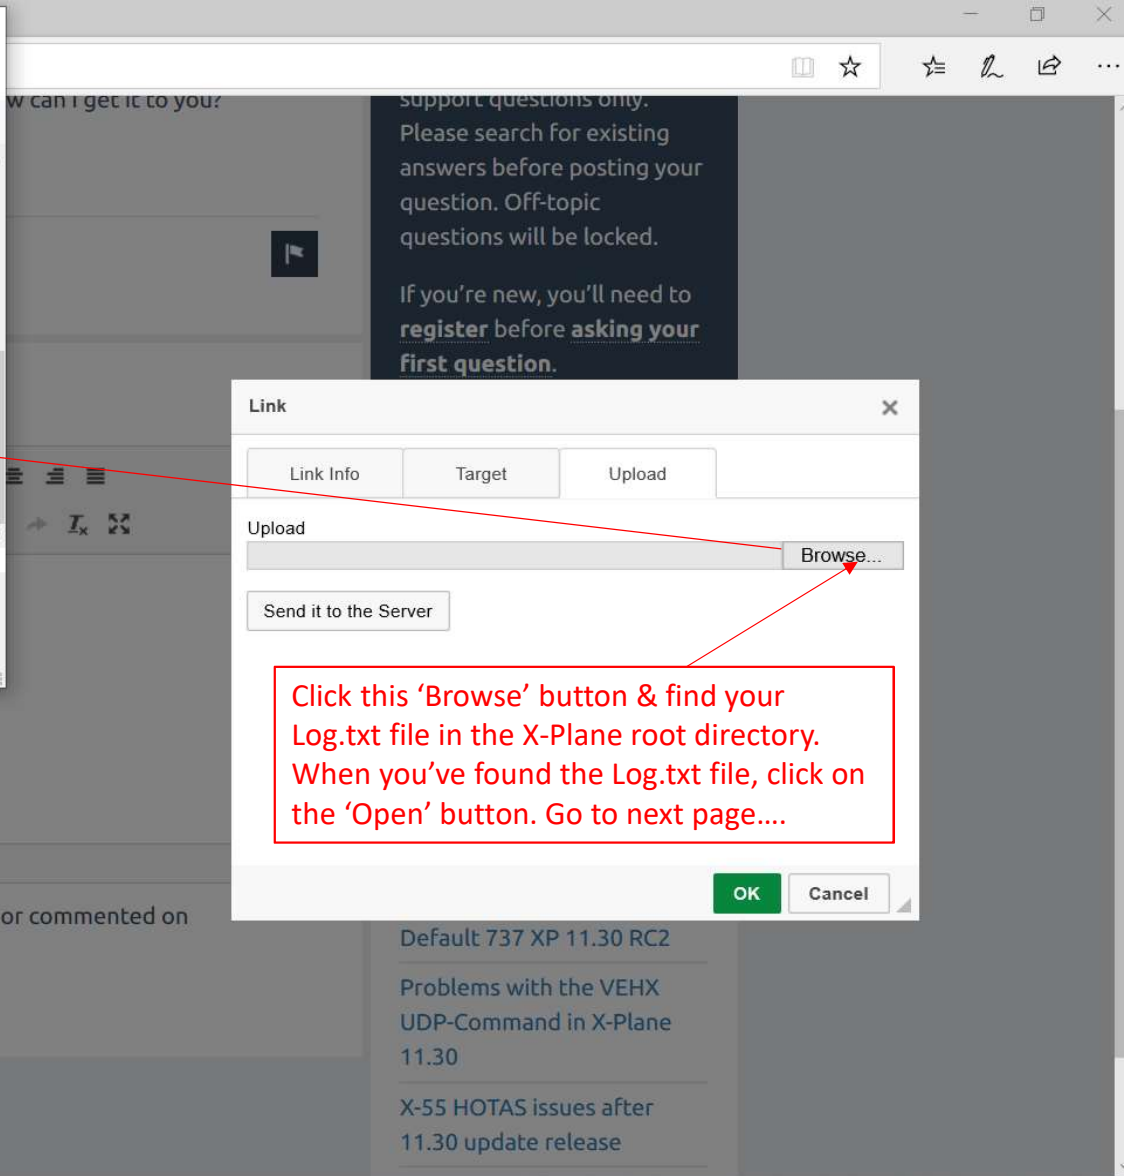 w can I get it to you?
support questions only.
Please search for existing
answers before posting your
question. Off-topic
questions will be locked.
If you're new, you'll need to
register before asking your
first question.
Link
Link Info
Target
Upload
Upload
Browse...
Send it to the Server
Click this ‘Browse’ button & find your
Log.txt file in the X-Plane root directory.
When you’ve found the Log.txt file, click on
the ‘Open’ button. Go to next page….
OK
Cancel
or commented on
Default 737 XP 11.30 RC2
Problems with the VEHX
UDP-Command in X-Plane
11.30
X-55 HOTAS issues after
11.30 update release